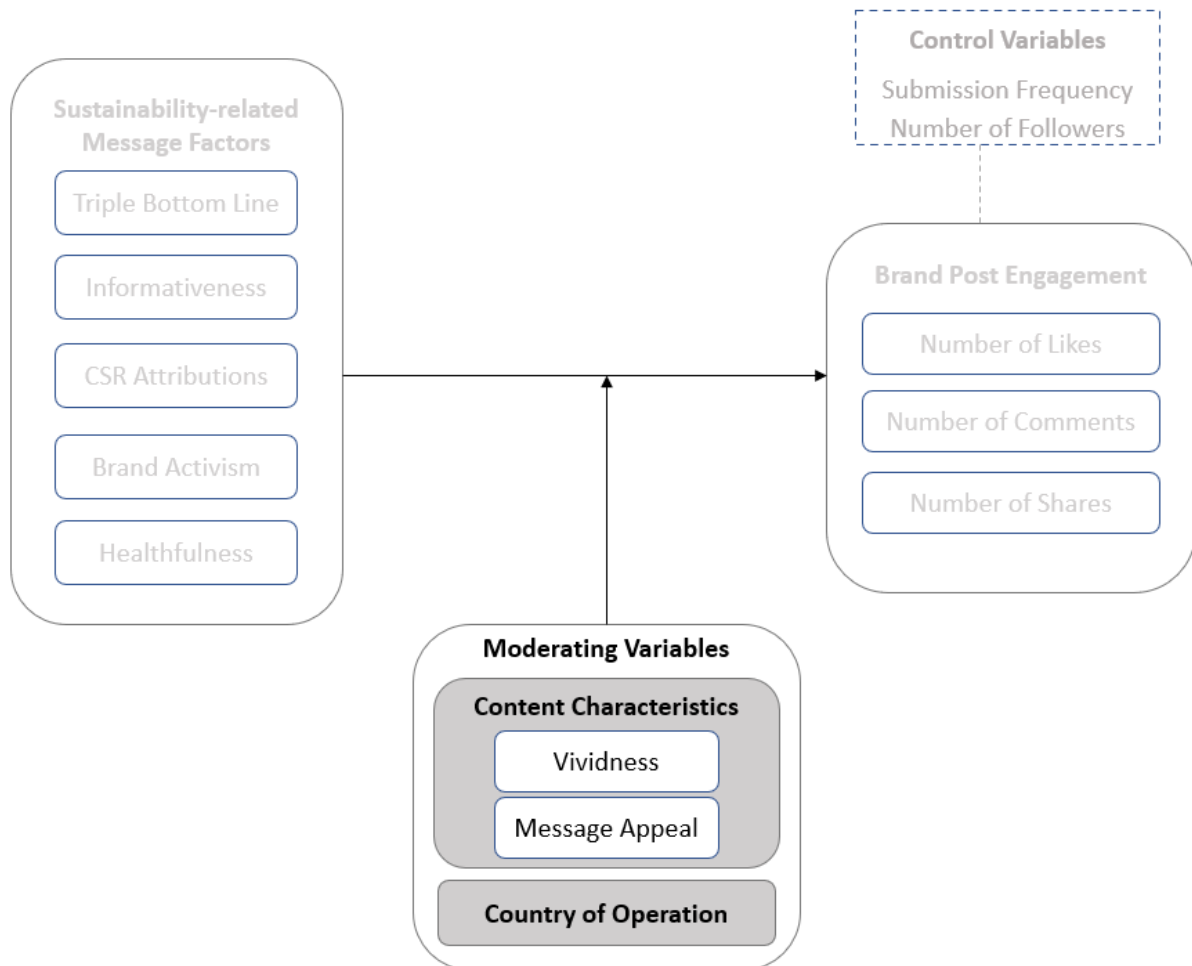 Control Variables
Submission Frequency
Number of Followers
Sustainability-related
Message Factors
Triple Bottom Line
Informativeness
CSR Attributions
Brand Activism
Healthfulness
Brand Post Engagement
Number of Likes
Number of Comments
Number of Shares
Moderating Variables
Content Characteristics
Vividness
Message Appeal
Country of Operation